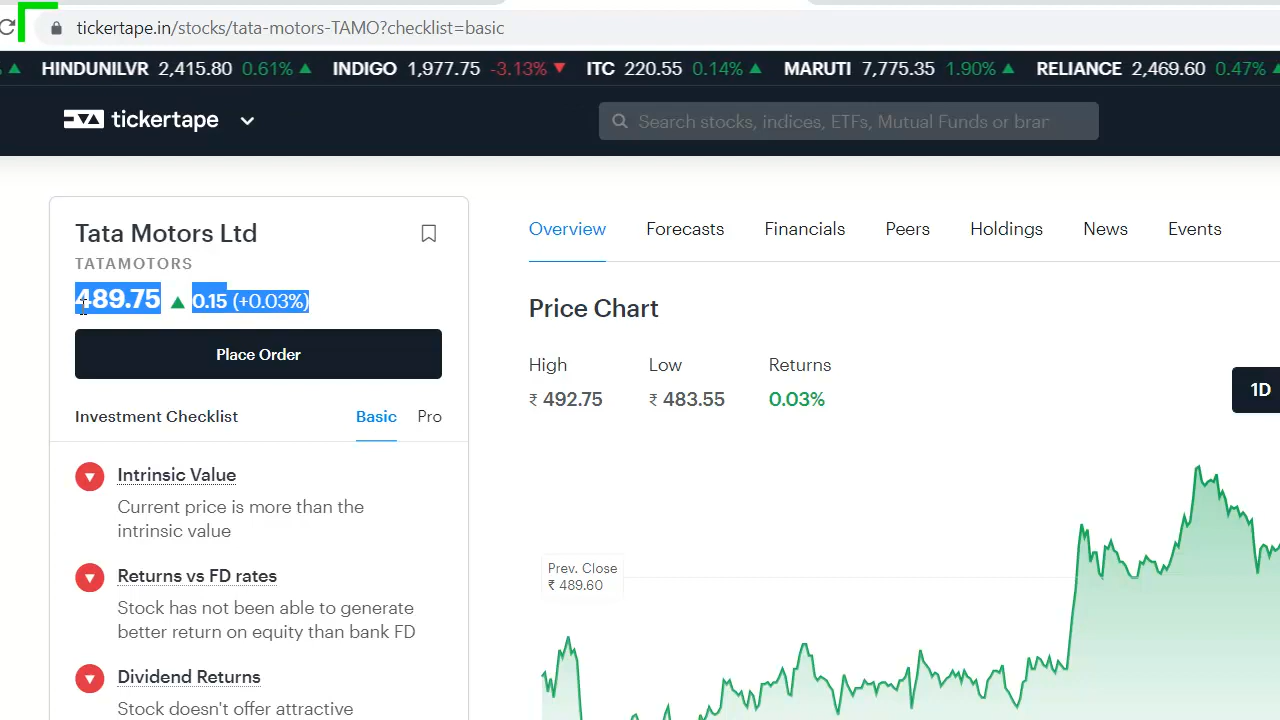 tickertape.in/stocks/tata-motors-TAMO?checklist=basic
% ▲ HINDUNILVR 2,415.80 0.61% ▲ INDIGO 1,977.75 -3.13% ▼ ITC 220.55 0.14% ▲ MARUTI 7,775.35 1.90% ▲ RELIANCE 2,469.60 0.47% ▲
tickertape
Search stocks, indices, ETFs, Mutual Funds or bran
Tata Motors Ltd
TATAMOTORS
489.75 ▲ 0.15 (+0.03%)
Place Order
Investment Checklist Basic Pro
Intrinsic Value
Current price is more than the
intrinsic value
Returns vs FD rates
Stock has not been able to generate
better return on equity than bank FD
Dividend Returns
Stock doesn't offer attractive
Overview Forecasts Financials Peers Holdings News Events
Price Chart
High Low Returns
₹ 492.75 ₹ 483.55 0.03%
1D
Prev. Close
₹ 489.60